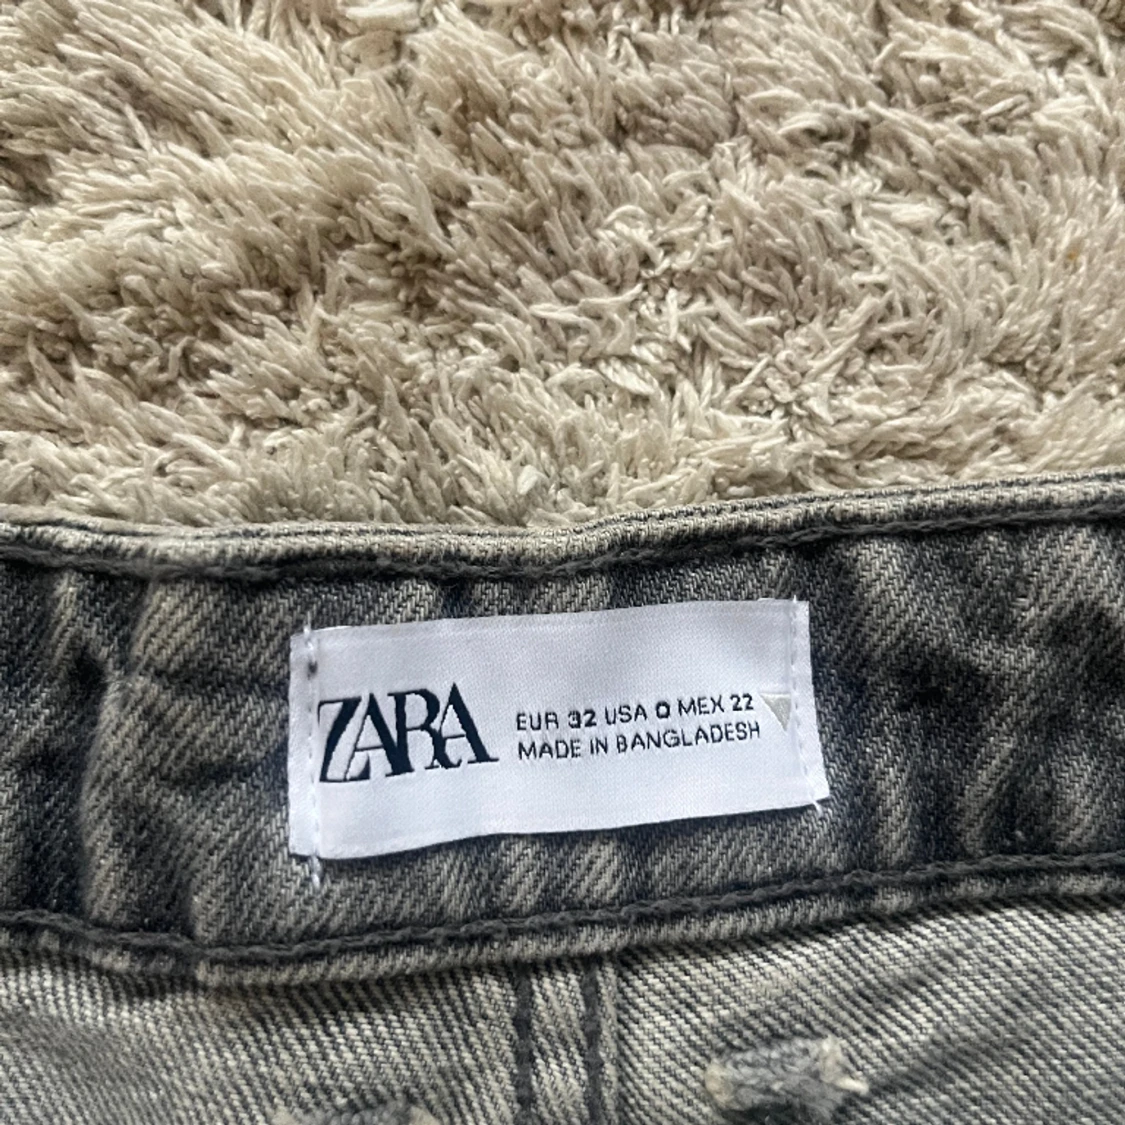 ZARA
EUR 32 USA 0 MEX 22
MADE IN BANGLADESH